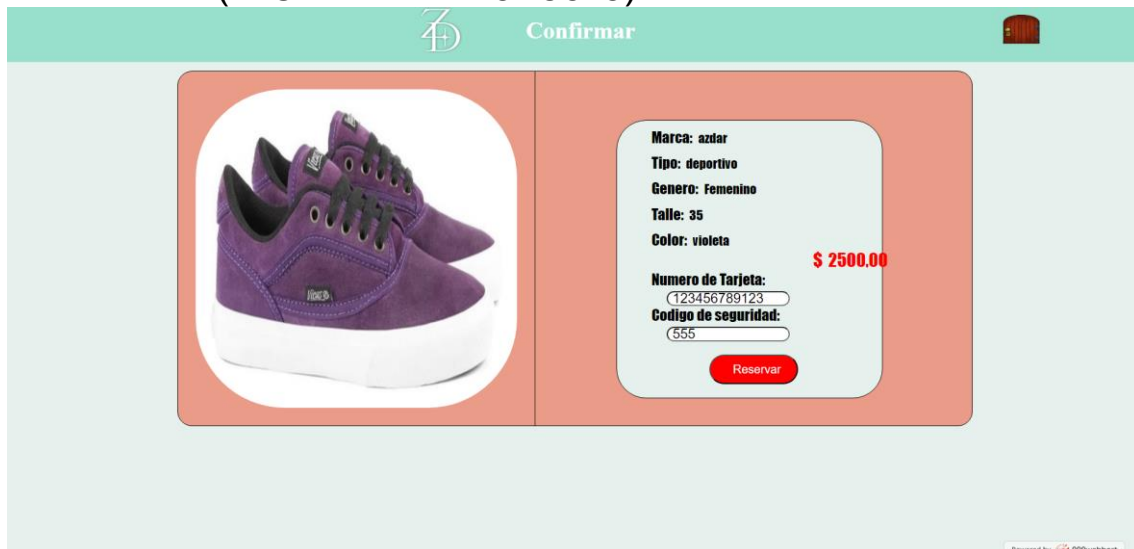 ZD
Confirmar
Marca: azdar
Tipo: deportivo
Genero: Femenino
Talle: 35
Color: violeta
$ 2500.00
Numero de Tarjeta:
123456789123
Codigo de seguridad:
555
Reservar